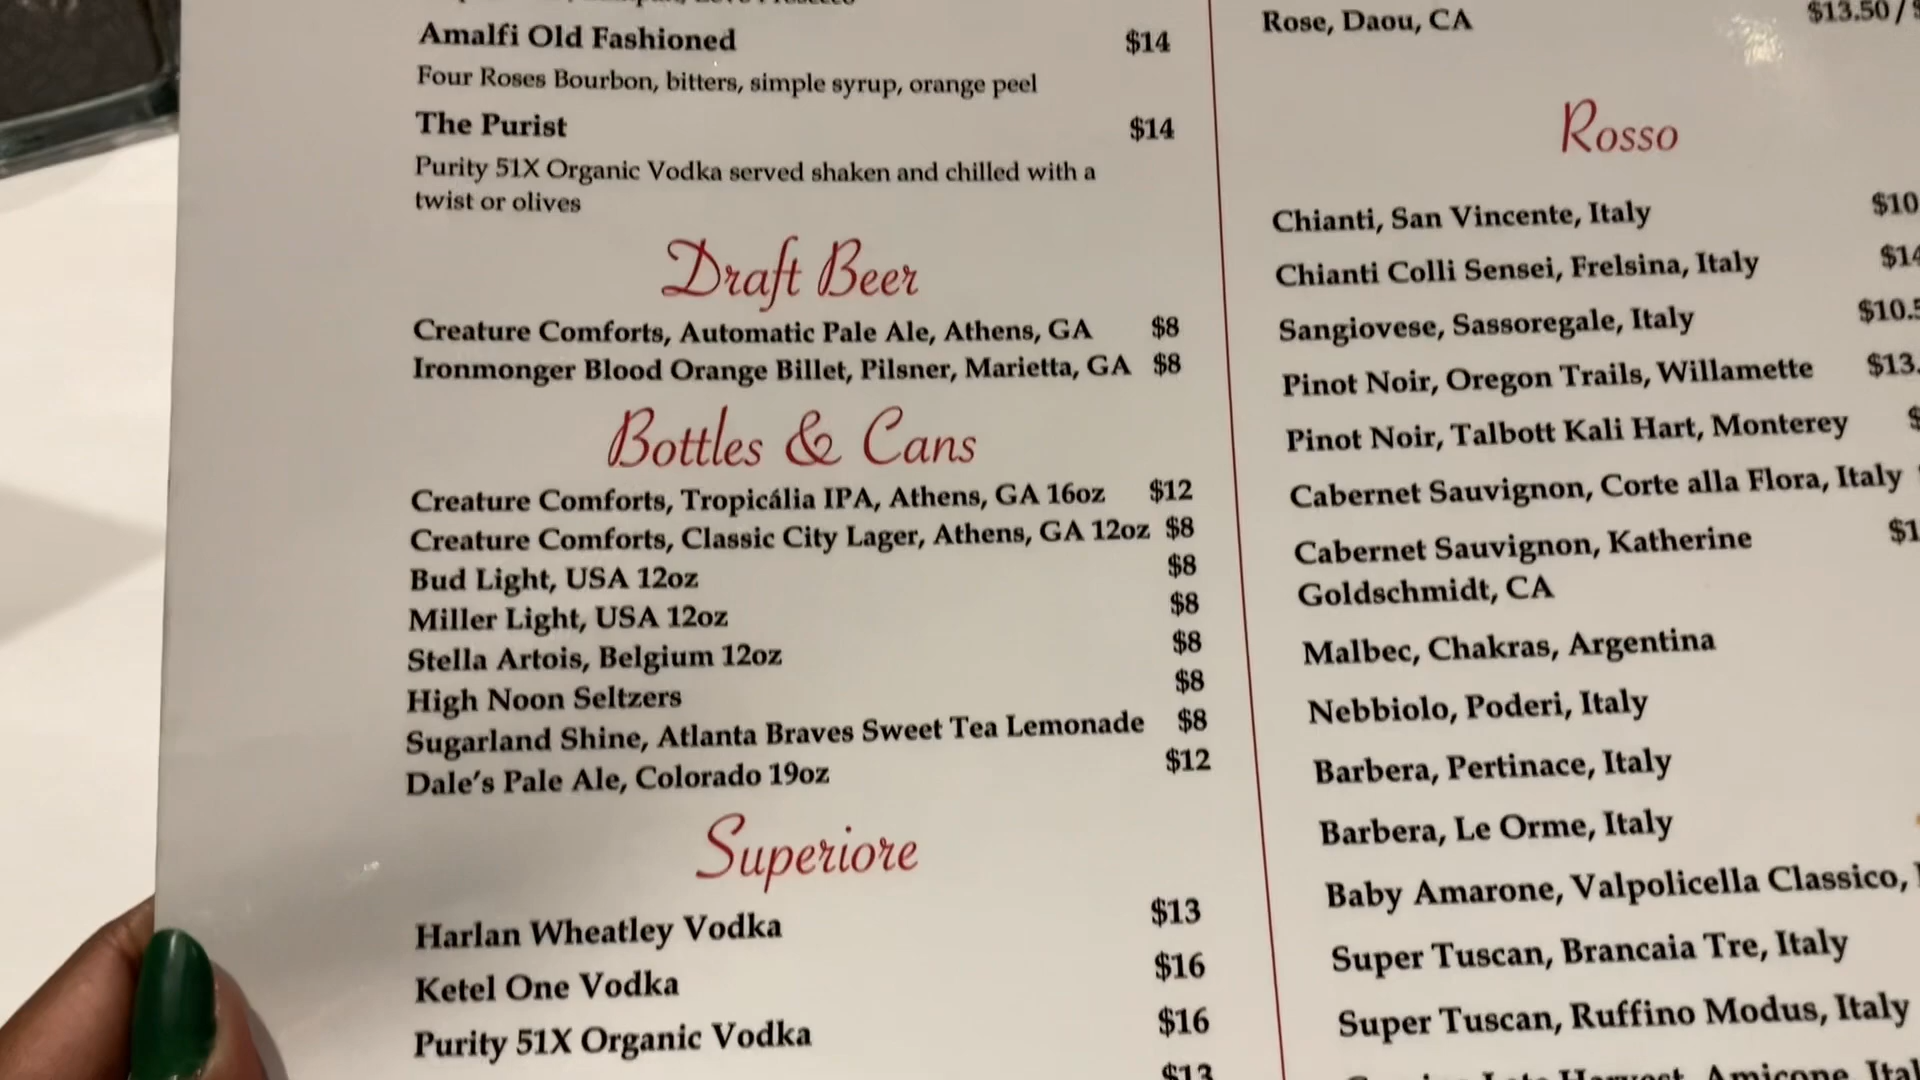 Amalfi Old Fashioned $14
Four Roses Bourbon, bitters, simple syrup, orange peel
The Purist $14
Purity 51X Organic Vodka served shaken and chilled with a
twist or olives
Draft Beer
Creature Comforts, Automatic Pale Ale, Athens, GA $8
Ironmonger Blood Orange Billet, Pilsner, Marietta, GA $8
Bottles & Cans
Creature Comforts, Tropicália IPA, Athens, GA 16oz $12
Creature Comforts, Classic City Lager, Athens, GA 12oz $8
Bud Light, USA 12oz $8
Miller Light, USA 12oz $8
Stella Artois, Belgium 12oz $8
High Noon Seltzers $8
Sugarland Shine, Atlanta Braves Sweet Tea Lemonade $8
Dale's Pale Ale, Colorado 19oz $12
Superiore
Harlan Wheatley Vodka $13
Ketel One Vodka $16
Purity 51X Organic Vodka $16
$13
Rose, Daou, CA $13.50 /
Rosso
Chianti, San Vincente, Italy $10
Chianti Colli Sensei, Frelsina, Italy $14
Sangiovese, Sassoregale, Italy $10.5
Pinot Noir, Oregon Trails, Willamette $13.
Pinot Noir, Talbott Kali Hart, Monterey $
Cabernet Sauvignon, Corte alla Flora, Italy
Cabernet Sauvignon, Katherine $1
Goldschmidt, CA
Malbec, Chakras, Argentina
Nebbiolo, Poderi, Italy
Barbera, Pertinace, Italy
Barbera, Le Orme, Italy
Baby Amarone, Valpolicella Classico,
Super Tuscan, Brancaia Tre, Italy
Super Tuscan, Ruffino Modus, Italy